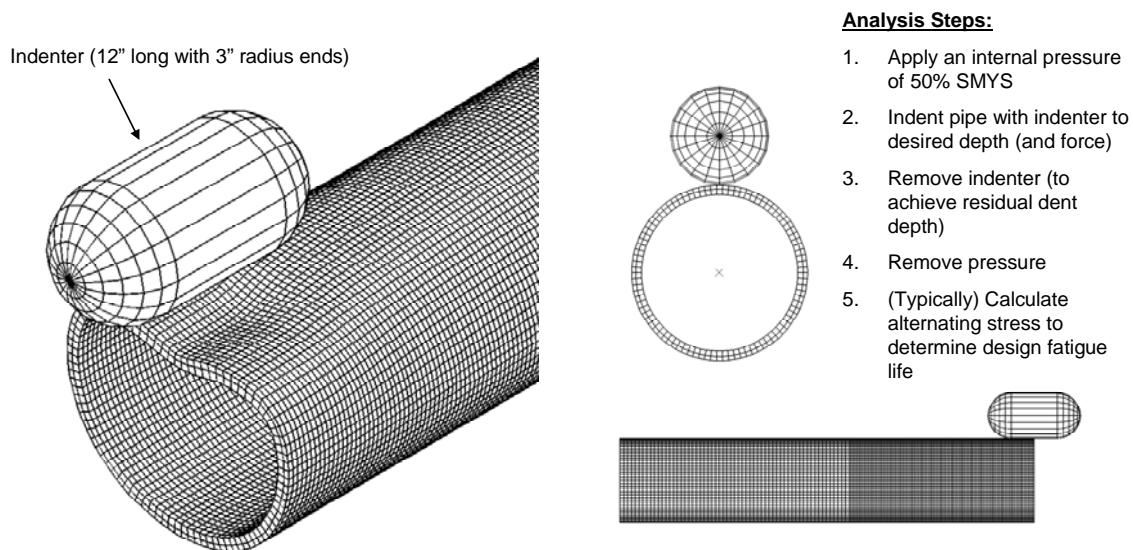 Indenter (12” long with 3” radius ends)
Analysis Steps:
1. Apply an internal pressure
of 50% SMYS
2. Indent pipe with indenter to
desired depth (and force)
3. Remove indenter (to
achieve residual dent
depth)
4. Remove pressure
5. (Typically) Calculate
alternating stress to
determine design fatigue
life